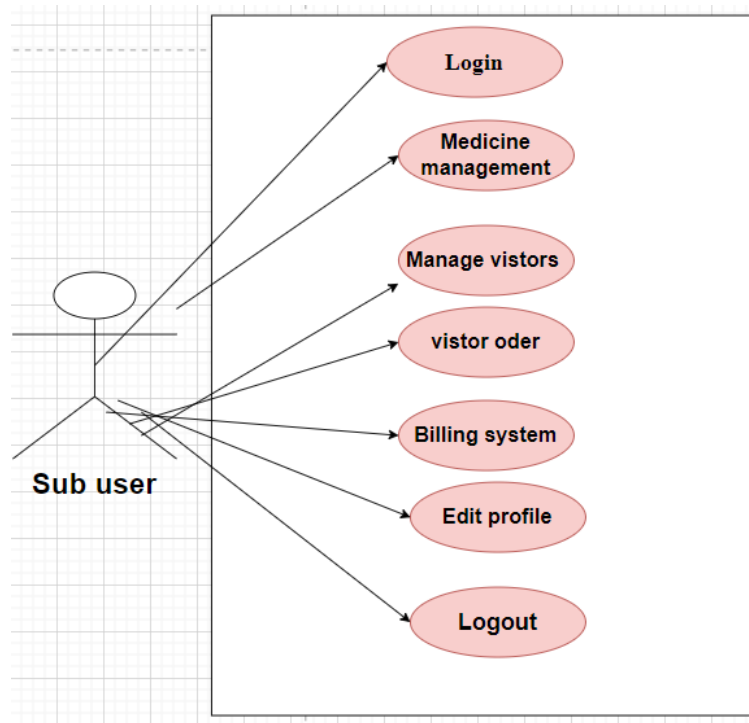 Login
Medicine
management
Manage vistors
vistor oder
Billing system
Sub user
Edit profile
Logout